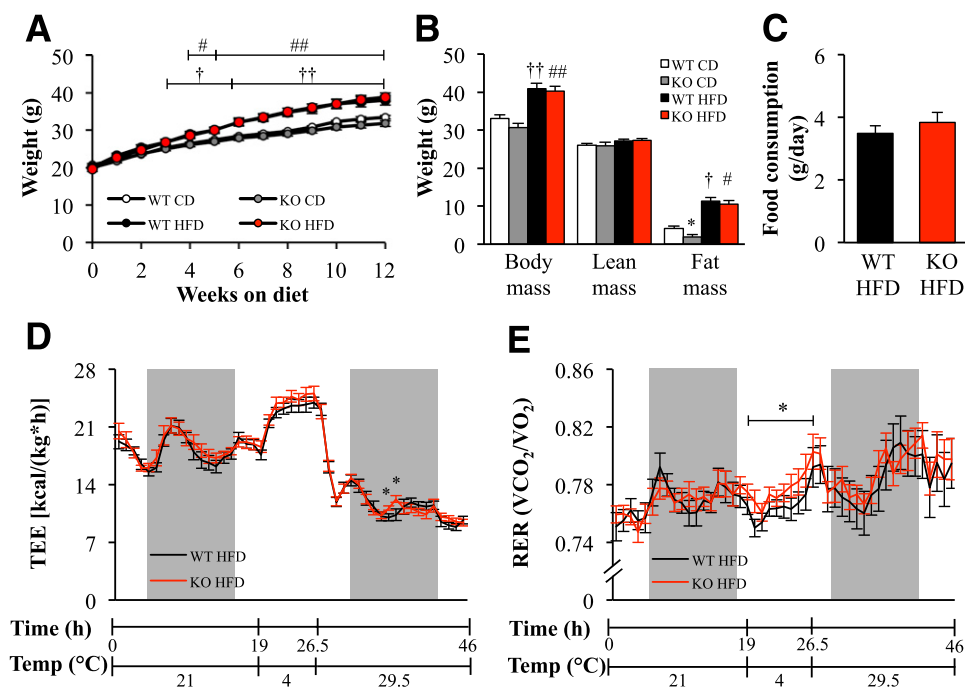 A
50
40
30
20
10
0
Weight (g)
#
##
†
††
WT CD
KO CD
WT HFD
KO HFD
0
2
4
6
8
10
12
Weeks on diet
B
50
40
30
20
10
0
Weight (g)
WT CD
KO CD
WT HFD
KO HFD
††
##
*
†
#
Body
mass
Lean
mass
Fat
mass
C
6
4
2
0
Food consumption
(g/day)
WT
HFD
KO
HFD
D
28
21
14
7
0
TEE [kcal/(kg*h)]
*
*
WT HFD
KO HFD
Time (h)
0
19
26.5
46
Temp (°C)
21
4
29.5
E
0.86
0.82
0.78
0.74
0
RER (VCO2/VO2)
*
WT HFD
KO HFD
Time (h)
0
19
26.5
46
Temp (°C)
21
4
29.5